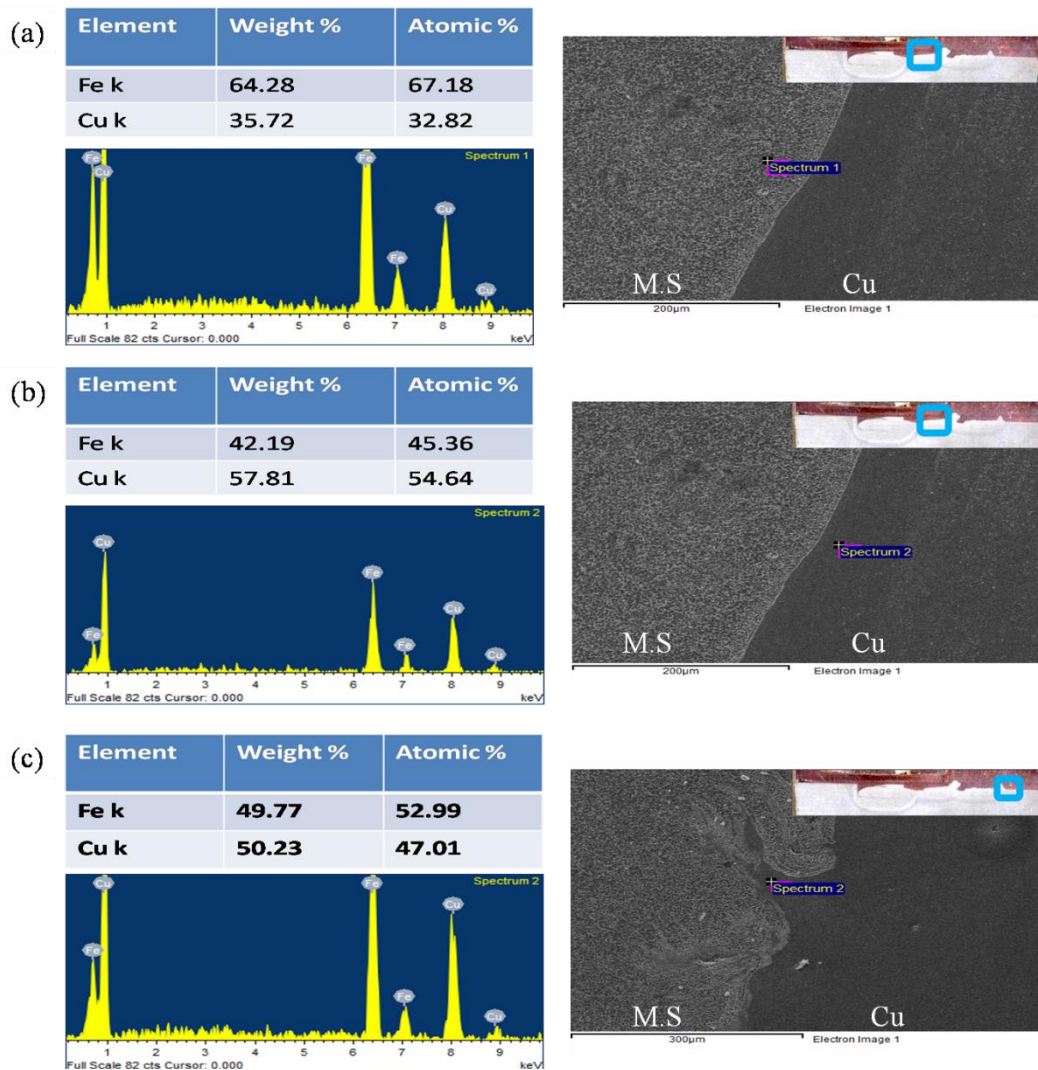 (a)
Element Weight % Atomic %
Fe k 64.28 67.18
Cu k 35.72 32.82
Spectrum 1
Fe Cu Fe Fe Cu Cu
1 2 3 4 5 6 7 8 9
Full Scale 82 cts Cursor: 0.000 keV
Spectrum 1
M.S Cu
200µm Electron Image 1
(b)
Element Weight % Atomic %
Fe k 42.19 45.36
Cu k 57.81 54.64
Spectrum 2
Fe Cu Fe Fe Cu Cu
1 2 3 4 5 6 7 8 9
Full Scale 82 cts Cursor: 0.000 keV
Spectrum 2
M.S Cu
200µm Electron Image 1
(c)
Element Weight % Atomic %
Fe k 49.77 52.99
Cu k 50.23 47.01
Spectrum 2
Fe Cu Fe Fe Cu Cu
1 2 3 4 5 6 7 8 9
Full Scale 82 cts Cursor: 0.000 keV
Spectrum 2
M.S Cu
300µm Electron Image 1